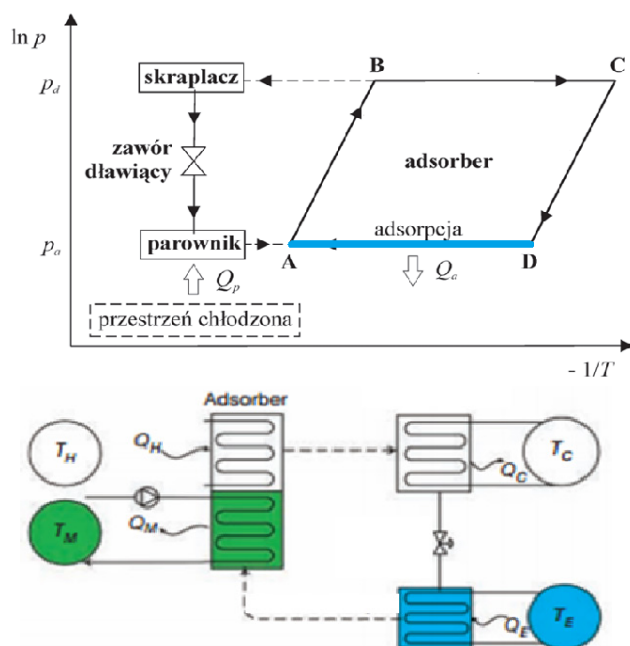 ln p
B
C
p_d
skraplacz
zawór
dławiący
adsorber
adsorpcja
p_a
parownik
A
D
Q_p
Q_a
przestrzeń chłodzona
- 1/T
Adsorber
T_H
Q_H
Q_C
T_C
T_M
Q_M
Q_E
T_E